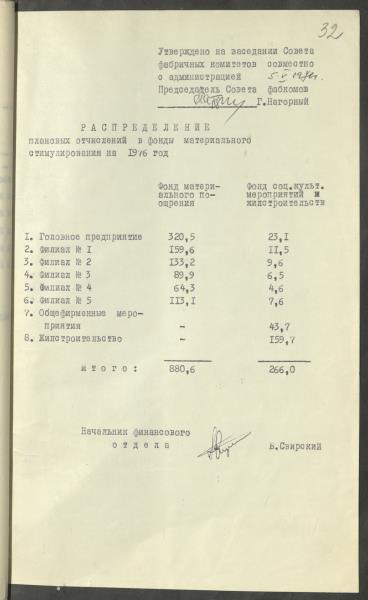 32
Утверждено на заседании Совета
фабричных комитетов совместно
с администрацией 5.V.1976г.
Председатель Совета фабкомов
Г.Нагорный
РАСПРЕДЕЛЕНИЕ
плановых отчислений в фонды материального
стимулирования на 1976 год
Фонд матери-
ального по-
ощрения
Фонд соц.культ.
мероприятий и
жилстроительств
1. Головное предприятие 320,5 23,1
2. Филиал № 1 159,6 11,5
3. Филиал № 2 133,2 9,6
4. Филиал № 3 89,9 6,5
5. Филиал № 4 64,3 4,6
6. Филиал № 5 113,1 7,6
7. Общефирменные меро-
приятия - 43,7
8. Жилстроительство - 159,7
итого: 880,6 266,0
Начальник финансового
отдела
В.Свирский